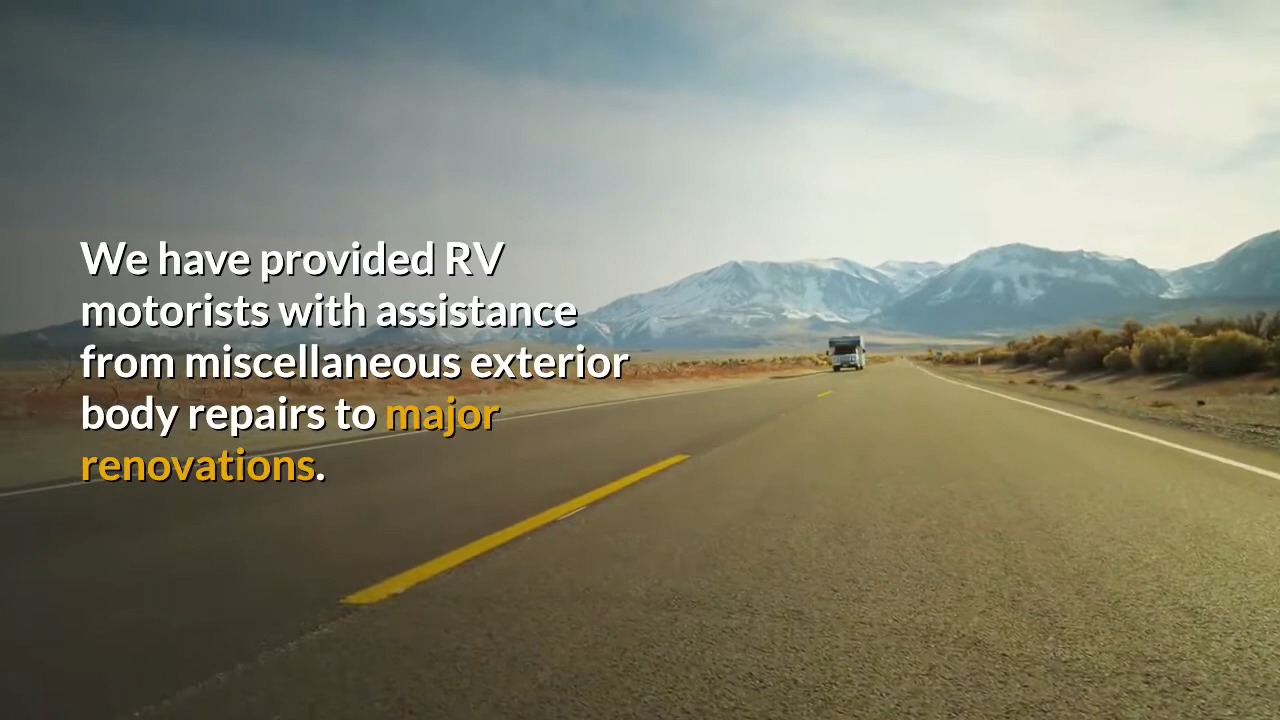 We have provided RV
motorists with assistance
from miscellaneous exterior
body repairs to major
renovations.